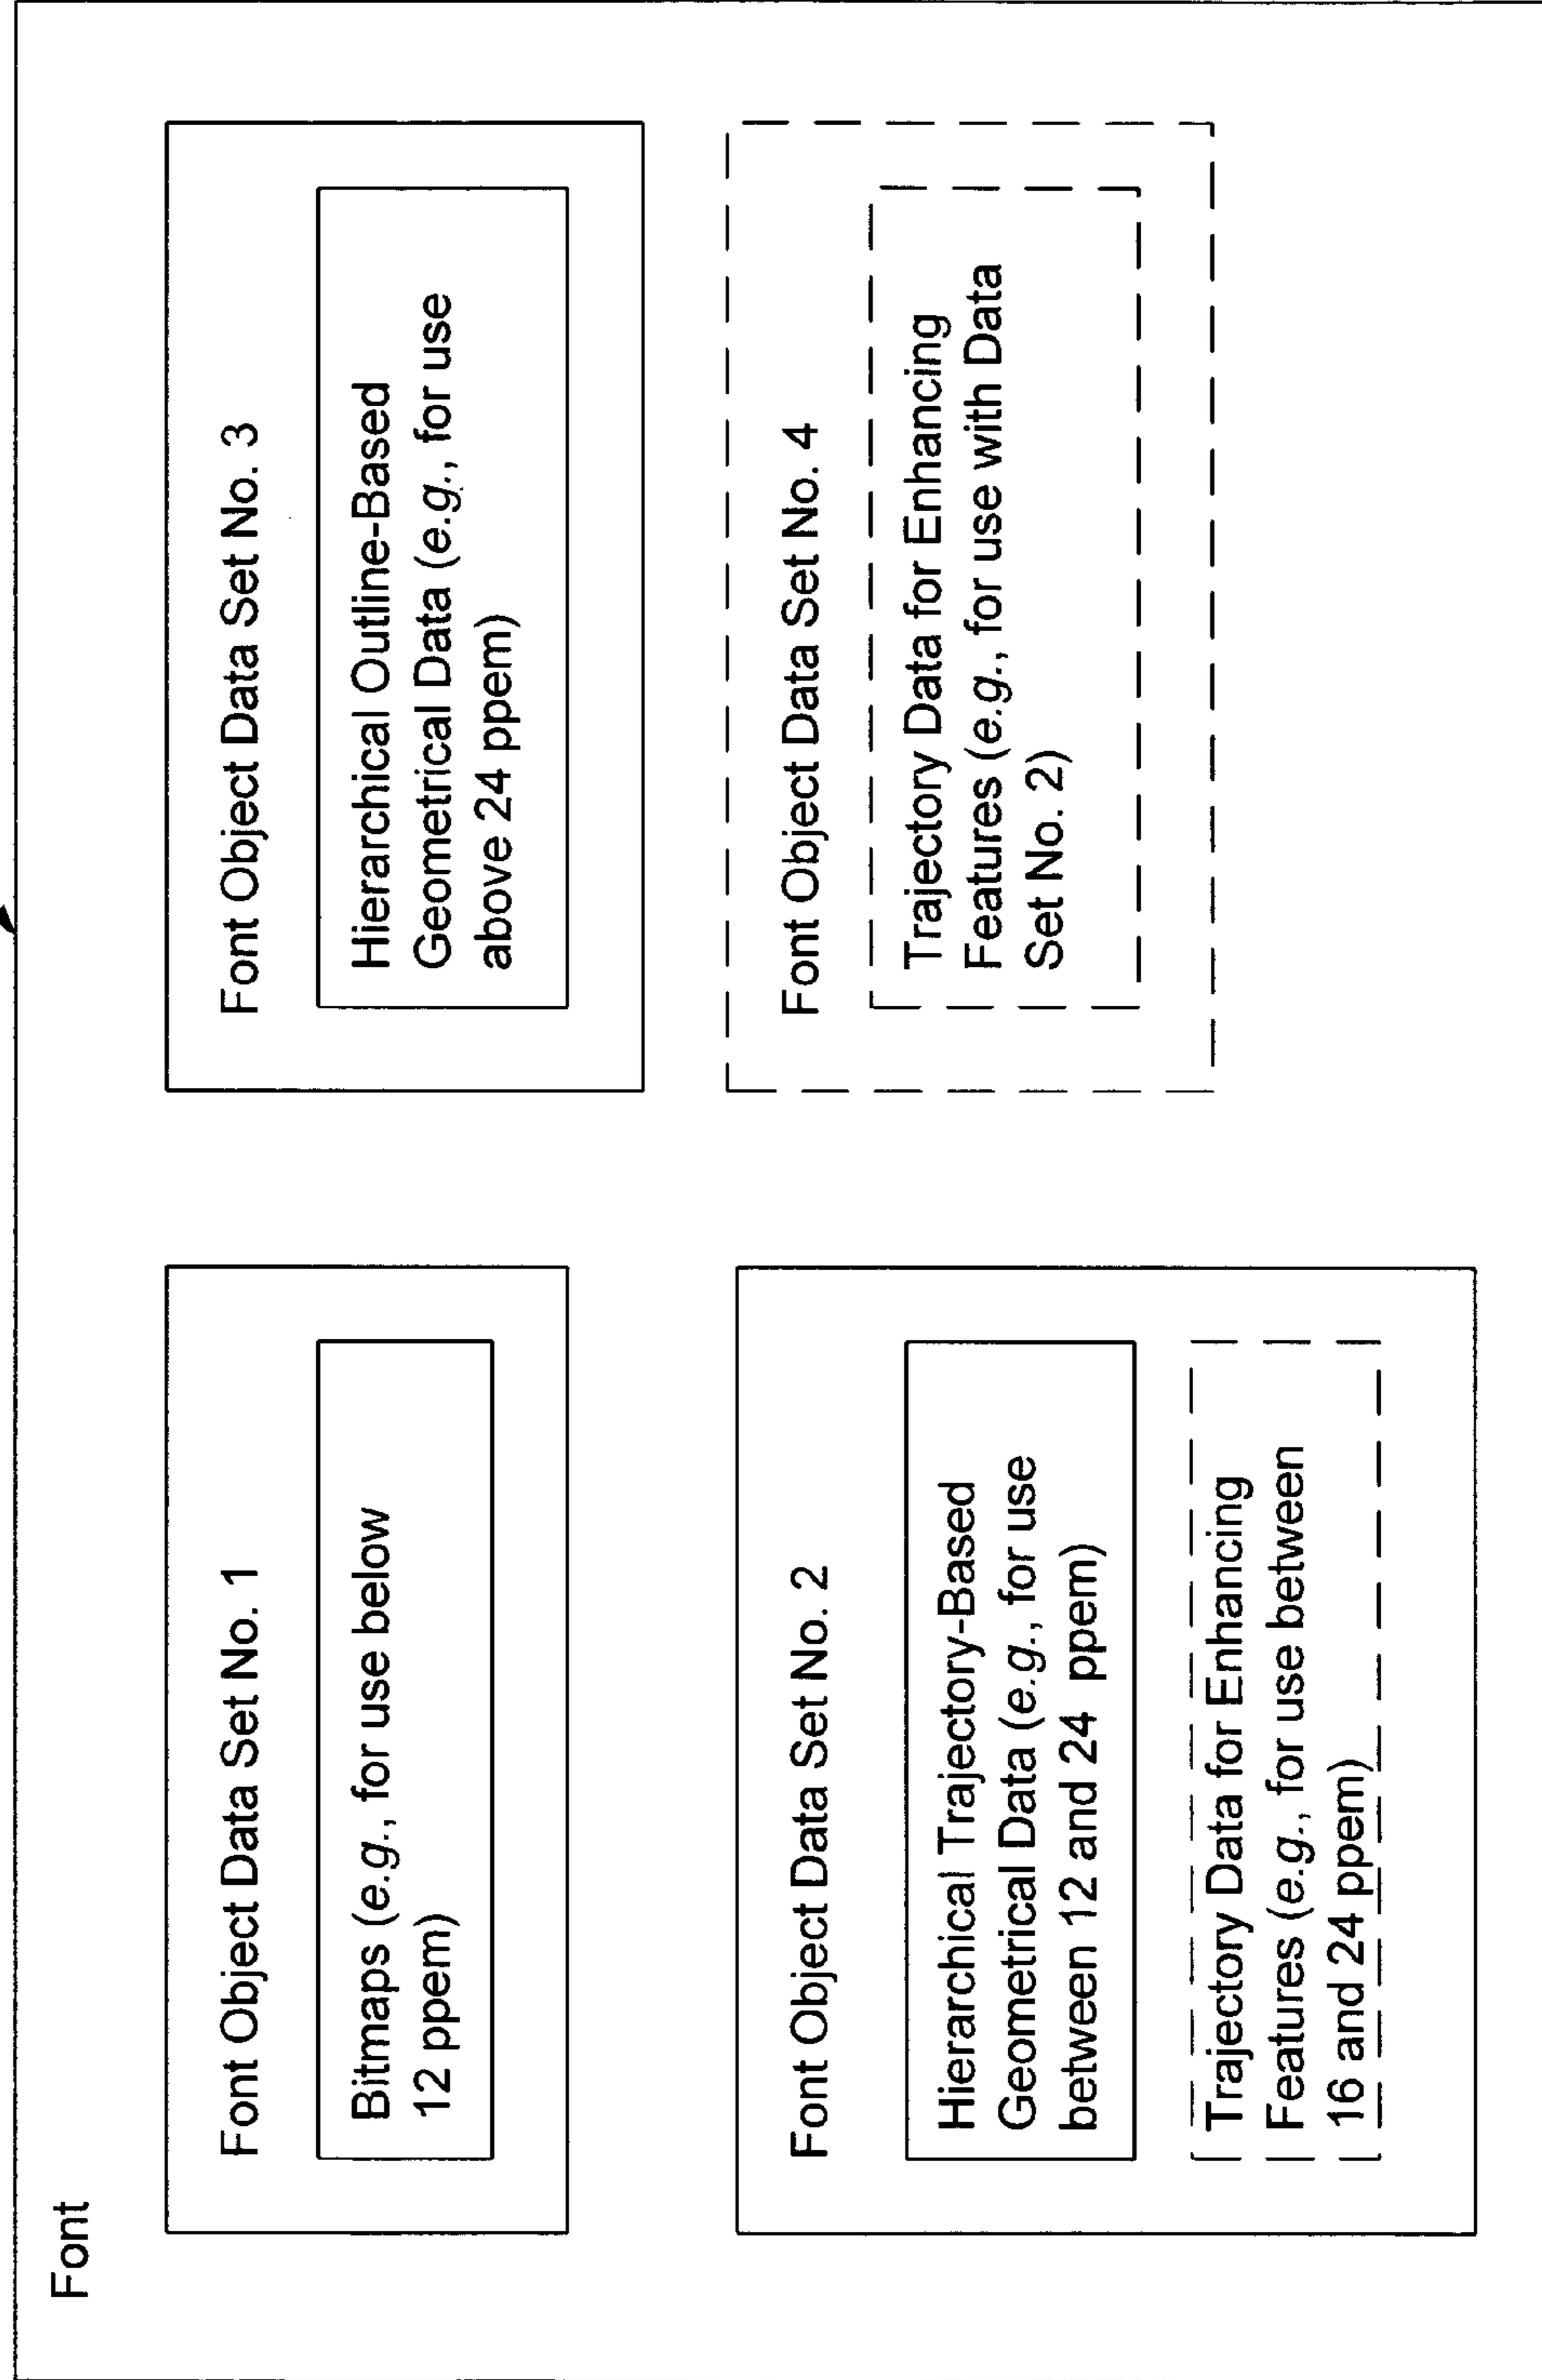 Font
Font Object Data Set No. 1
Bitmaps (e.g., for use below
12 ppem)
Font Object Data Set No. 2
Hierarchical Trajectory-Based
Geometrical Data (e.g., for use
between 12 and 24 ppem)
Trajectory Data for Enhancing
Features (e.g., for use between
16 and 24 ppem)
Font Object Data Set No. 3
Hierarchical Outline-Based
Geometrical Data (e.g., for use
above 24 ppem)
Font Object Data Set No. 4
Trajectory Data for Enhancing
Features (e.g., for use with Data
Set No. 2)